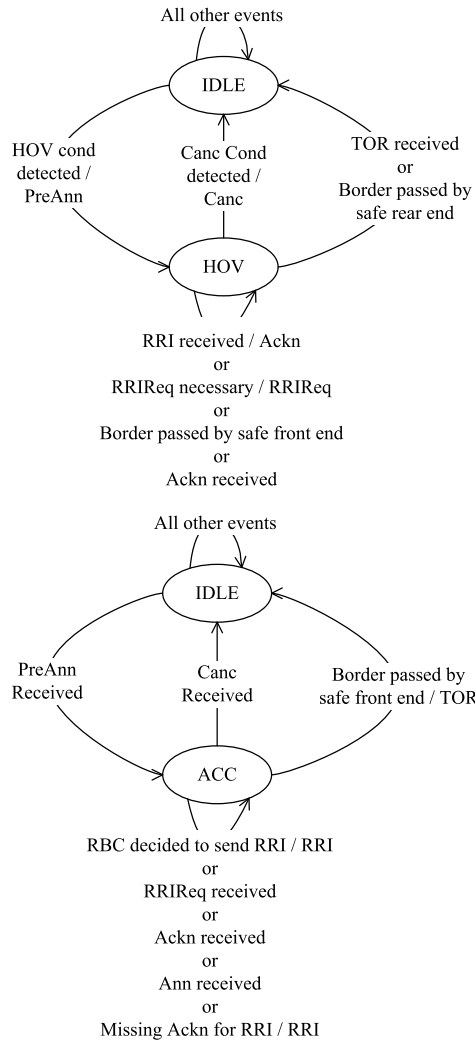 All other events
IDLE
HOV cond
detected /
PreAnn
Canc Cond
detected /
Canc
TOR received
or
Border passed by
safe rear end
HOV
RRI received / Ackn
or
RRIReq necessary / RRIReq
or
Border passed by safe front end
or
Ackn received
All other events
IDLE
PreAnn
Received
Canc
Received
Border passed by
safe front end / TOR
ACC
RBC decided to send RRI / RRI
or
RRIReq received
or
Ackn received
or
Ann received
or
Missing Ackn for RRI / RRI